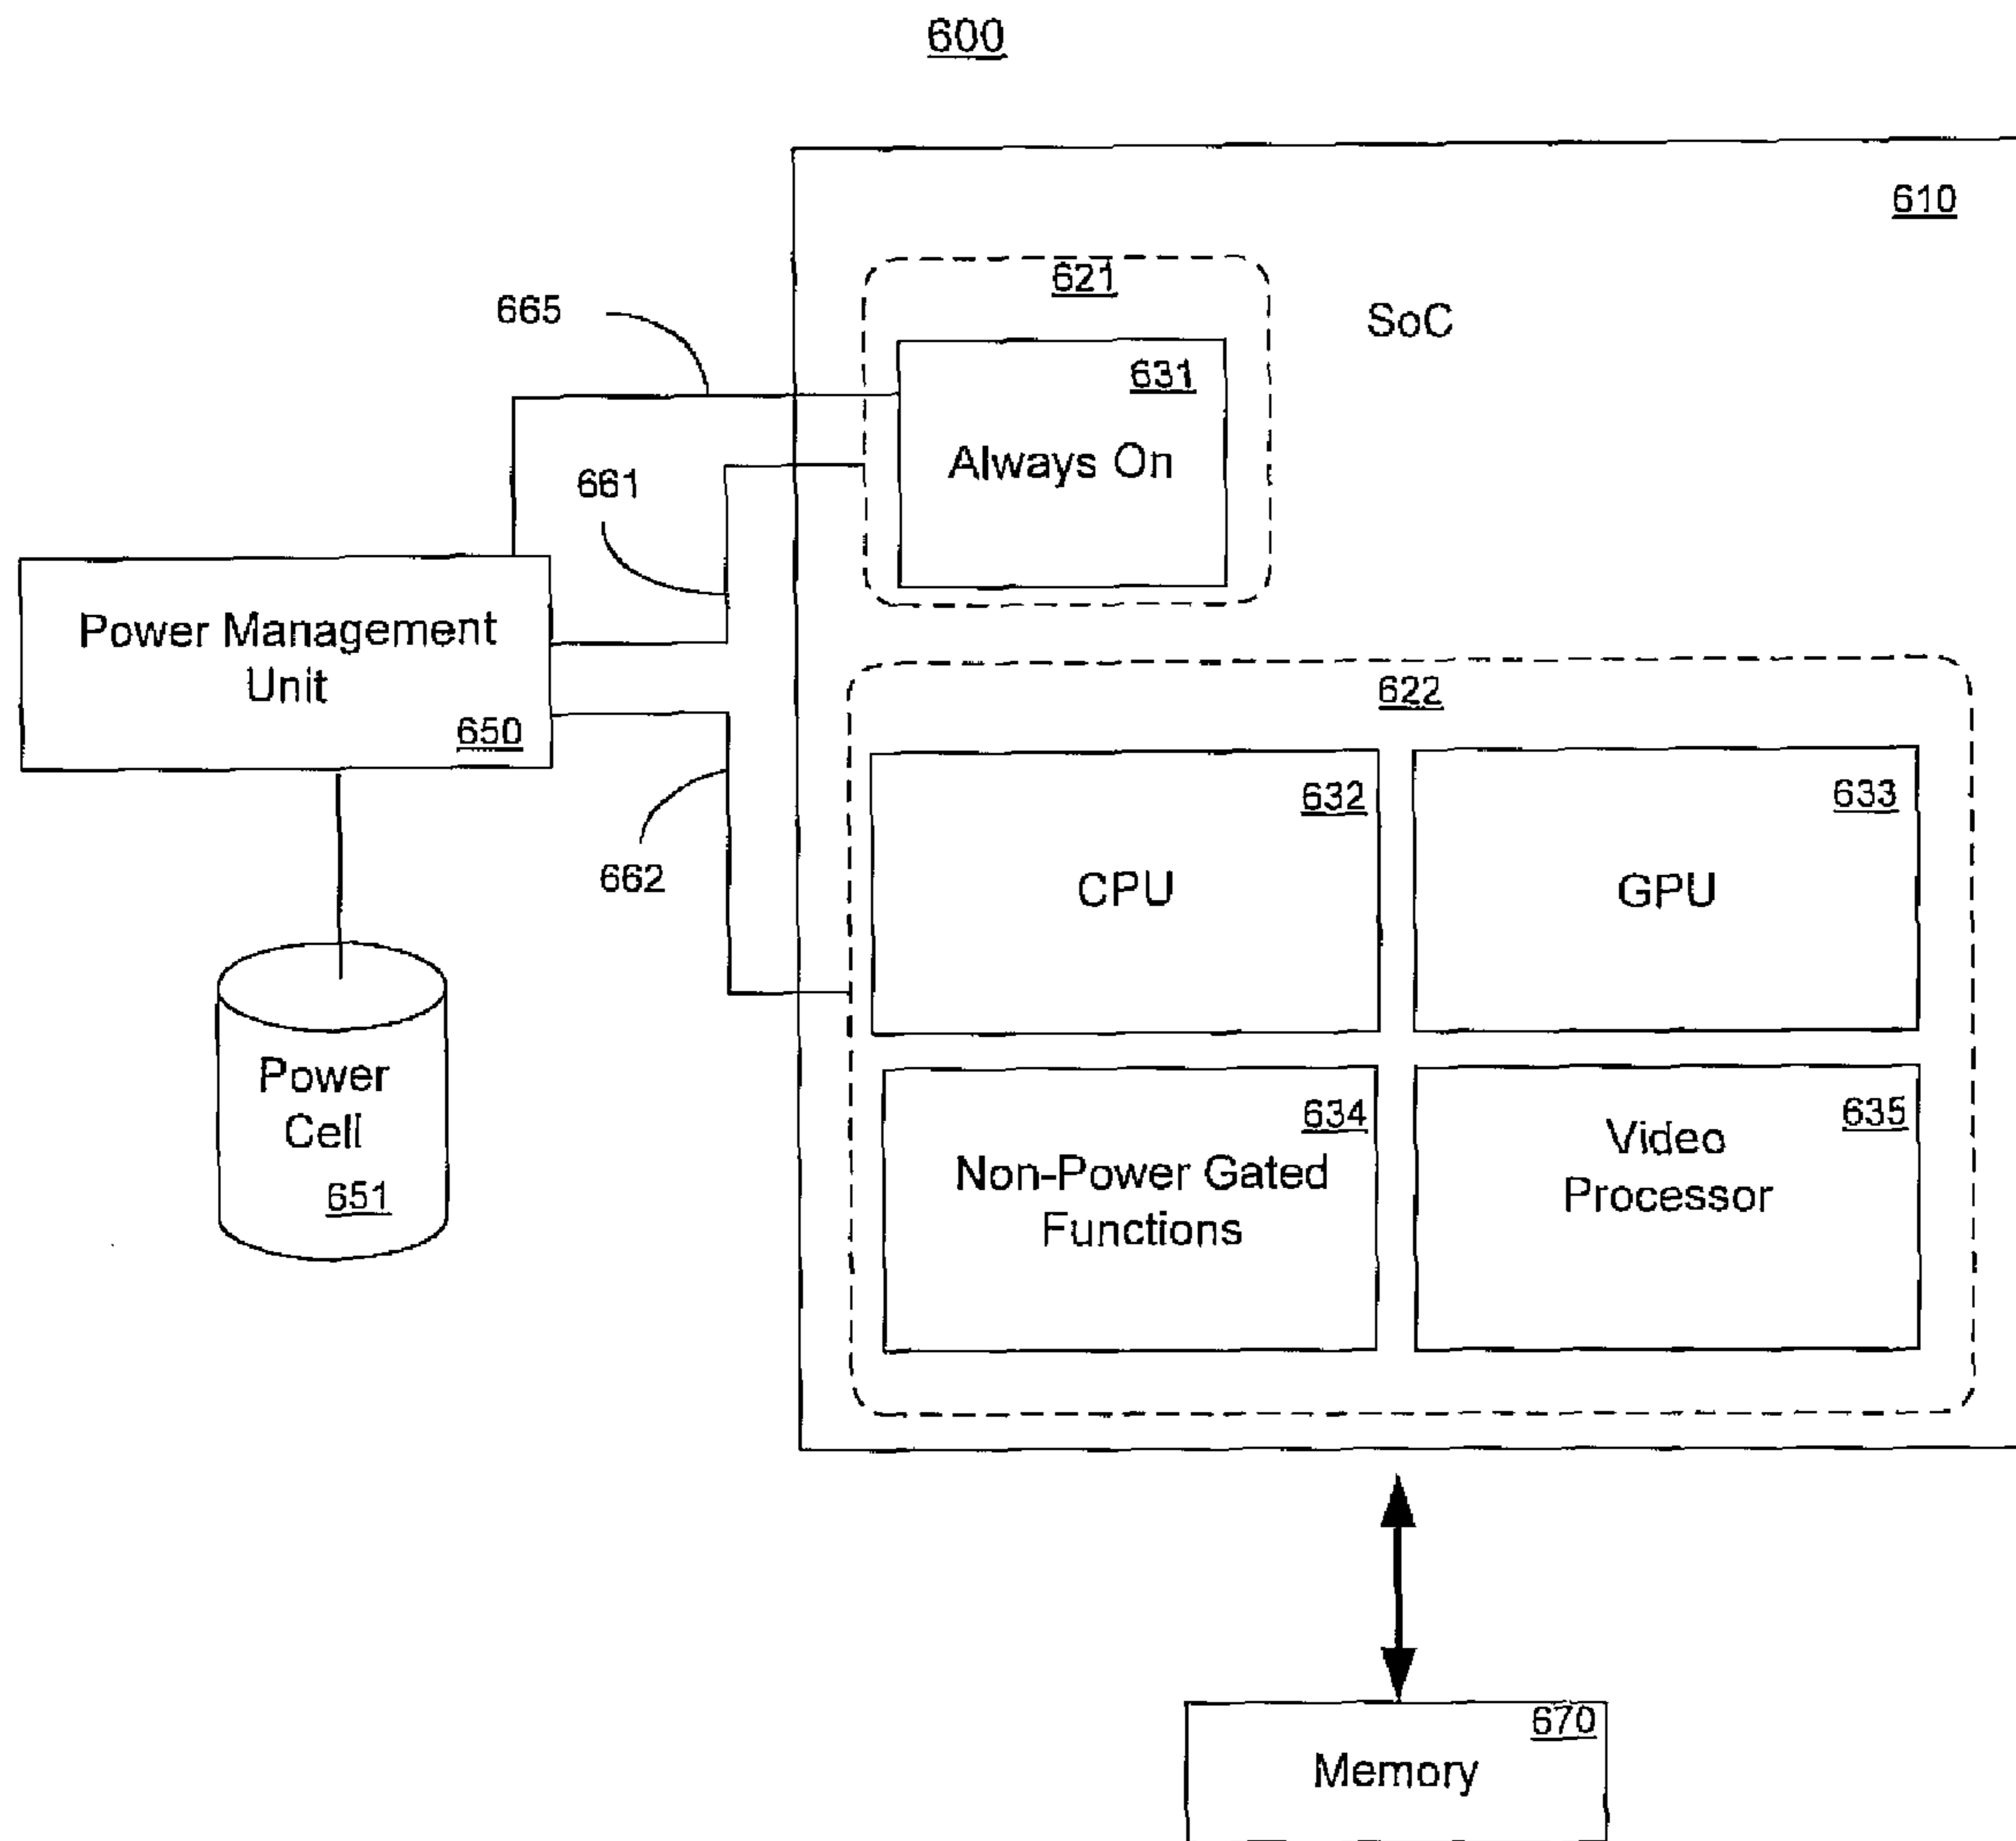 600
610
621
SoC
665
631
Always On
661
Power Management
Unit
650
622
662
632
CPU
633
GPU
Power
Cell
651
634
Non-Power Gated
Functions
635
Video
Processor
670
Memory